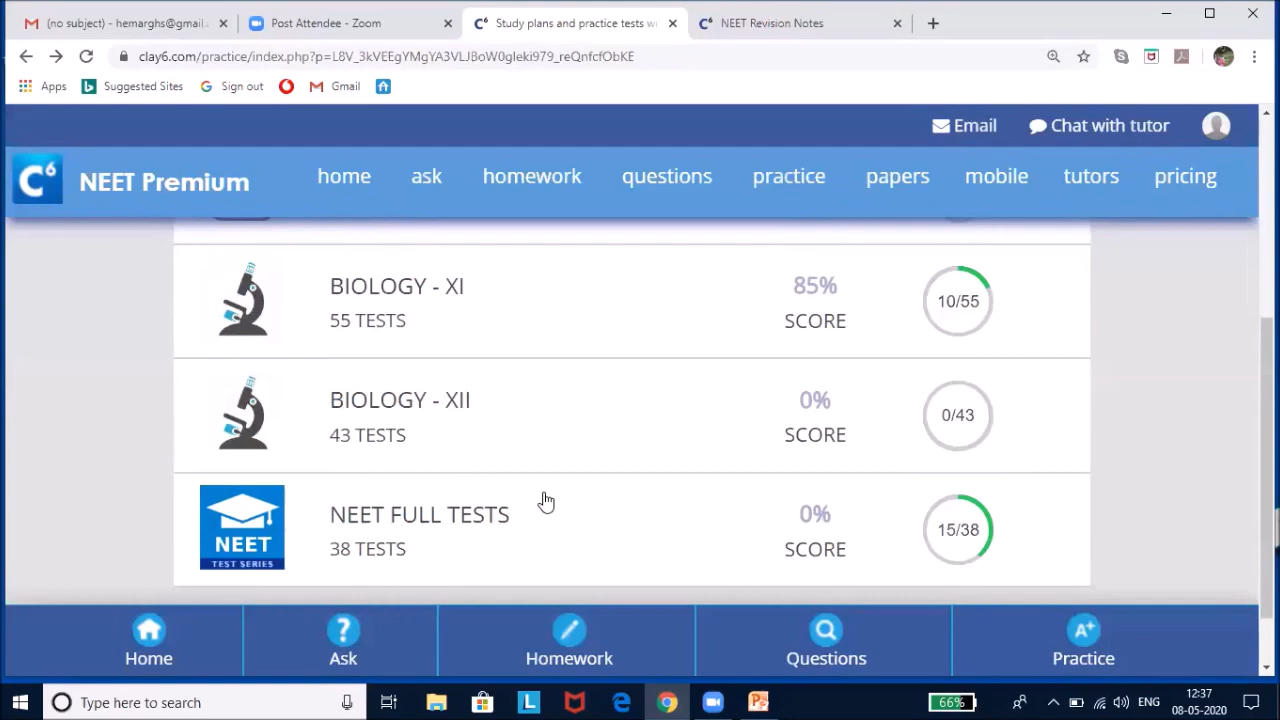 (no subject) - hemarghs@gmail.
Post Attendee - Zoom
Study plans and practice tests w
NEET Revision Notes
clay6.com/practice/index.php?p=L8V_3kVEEgYMgYA3VLJBoW0gleki979_reQnfcfObKE
Apps
Suggested Sites
Sign out
Gmail
Email
Chat with tutor
C6
NEET Premium
home
ask
homework
questions
practice
papers
mobile
tutors
pricing
BIOLOGY - XI
55 TESTS
85%
SCORE
10/55
BIOLOGY - XII
43 TESTS
0%
SCORE
0/43
NEET
TEST SERIES
NEET FULL TESTS
38 TESTS
0%
SCORE
15/38
Home
Ask
Homework
Questions
A+
Practice
Type here to search
66%
ENG
12:37
08-05-2020